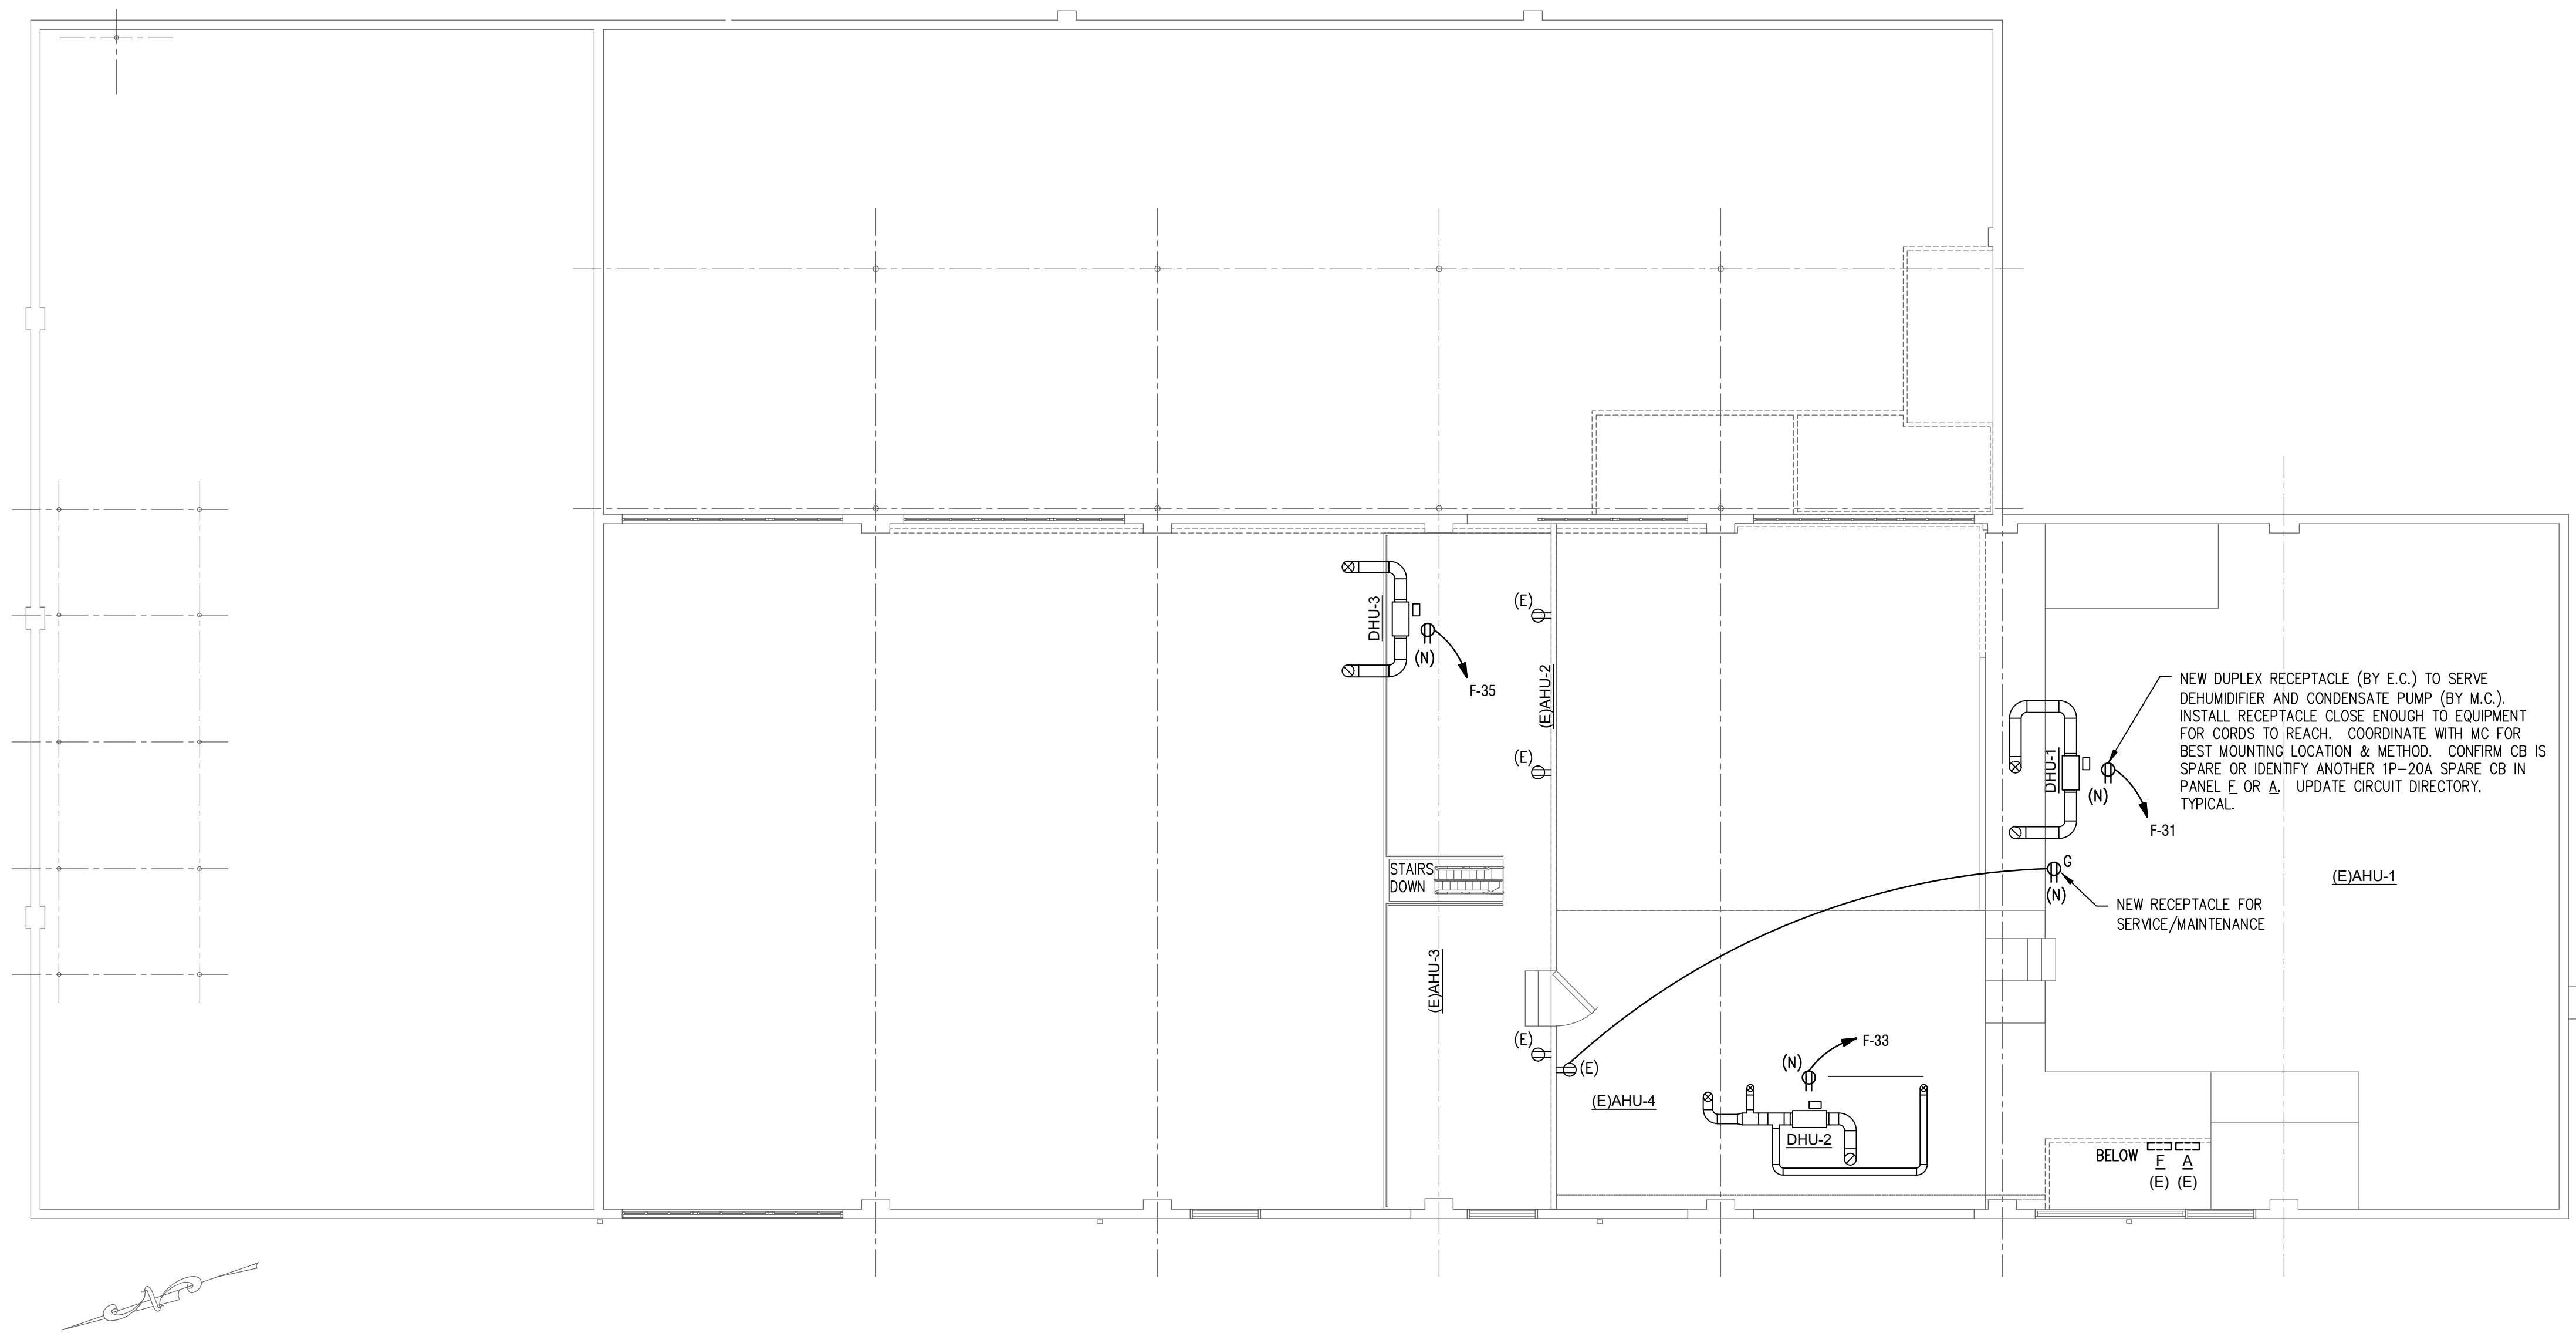 (E)
DHU-3
(N)
F-35
(E)AHU-2
(E)
NEW DUPLEX RECEPTACLE (BY E.C.) TO SERVE
DEHUMIDIFIER AND CONDENSATE PUMP (BY M.C.).
INSTALL RECEPTACLE CLOSE ENOUGH TO EQUIPMENT
FOR CORDS TO REACH. COORDINATE WITH MC FOR
BEST MOUNTING LOCATION & METHOD. CONFIRM CB IS
SPARE OR IDENTIFY ANOTHER 1P-20A SPARE CB IN
PANEL F OR A. UPDATE CIRCUIT DIRECTORY.
TYPICAL.
DHU-1
(N)
F-31
STAIRS
DOWN
G
(N)
(E)AHU-1
NEW RECEPTACLE FOR
SERVICE/MAINTENANCE
(E)AHU-3
(E)
(E)
(N)
F-33
(E)AHU-4
DHU-2
BELOW
F A
(E) (E)
N